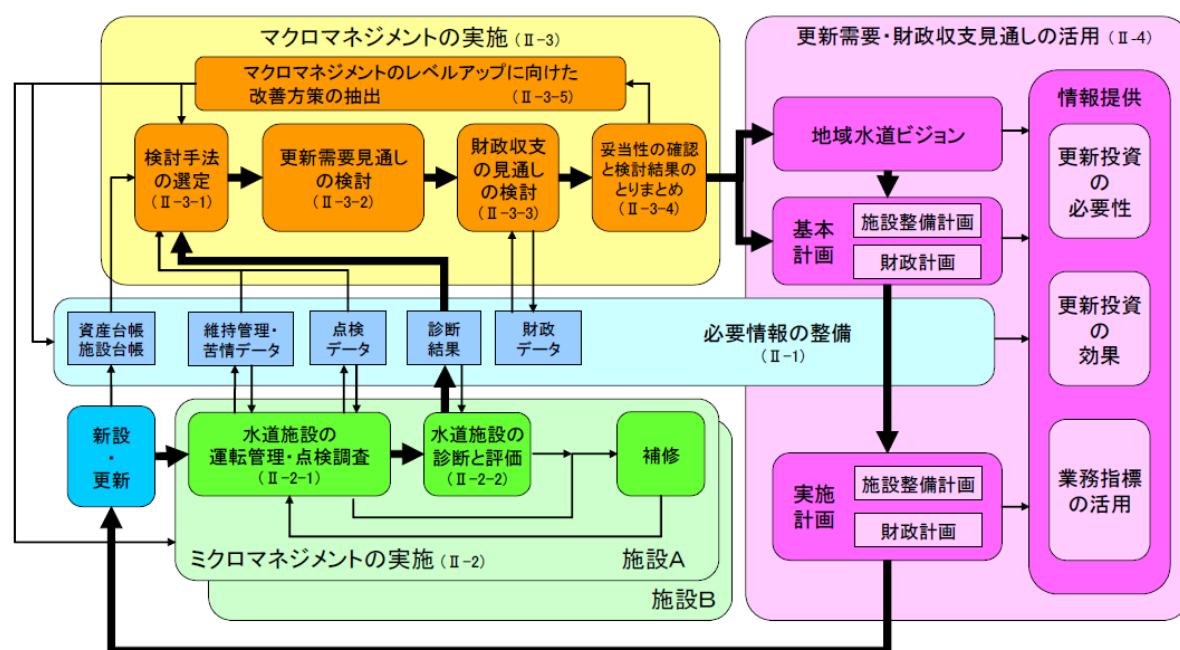 マクロマネジメントの実施(Ⅱ-3)
マクロマネジメントのレベルアップに向けた
改善方策の抽出 (Ⅱ-3-5)
検討手法
の選定
(Ⅱ-3-1)
更新需要見通し
の検討
(Ⅱ-3-2)
財政収支
の見通し
の検討
(Ⅱ-3-3)
妥当性の確認
と検討結果の
とりまとめ
(Ⅱ-3-4)
更新需要・財政収支見通しの活用(Ⅱ-4)
地域水道ビジョン
基本
計画
施設整備計画
財政計画
実施
計画
施設整備計画
財政計画
情報提供
更新投資
の
必要性
更新投資
の
効果
業務指標
の活用
資産台帳
施設台帳
維持管理・
苦情データ
点検
データ
診断
結果
財政
データ
必要情報の整備
(Ⅱ-1)
新設
・
更新
水道施設の
運転管理・点検調査
(Ⅱ-2-1)
水道施設の
診断と評価
(Ⅱ-2-2)
補修
ミクロマネジメントの実施(Ⅱ-2)
施設A
施設B